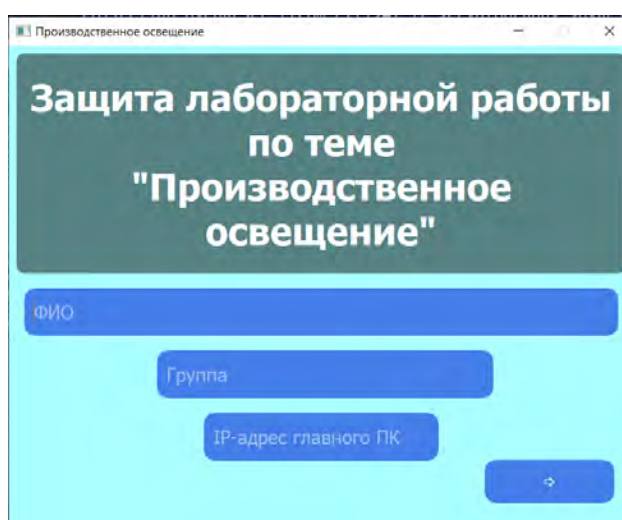 Производственное освещение
Защита лабораторной работы
по теме
"Производственное
освещение"
ФИО
Группа
IP-адрес главного ПК
➩